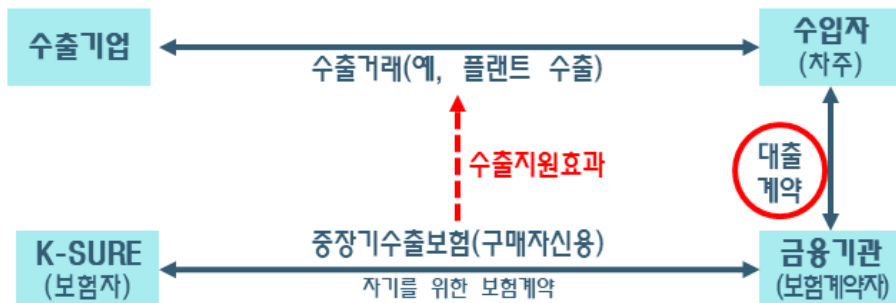 수출기업
수입자
(차주)
수출거래(예, 플랜트 수출)
수출지원효과
대출
계약
K-SURE
(보험자)
중장기수출보험(구매자신용)
자기를 위한 보험계약
금융기관
(보험계약자)